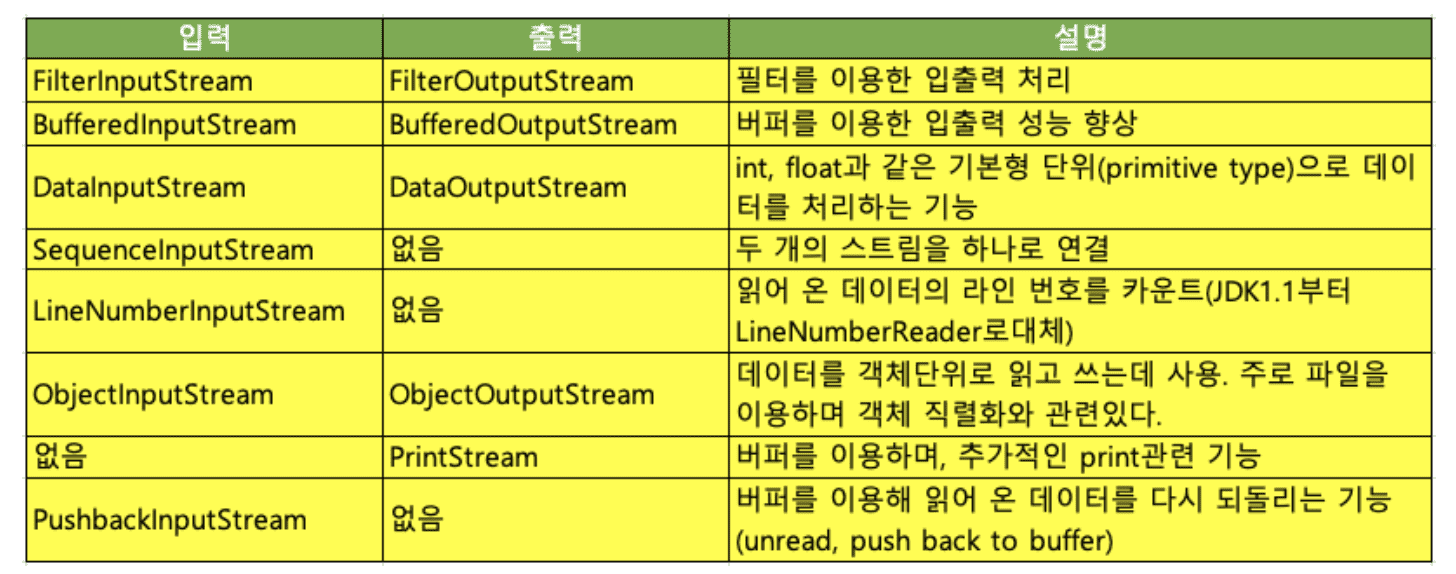 입력 출력 설명
FilterInputStream FilterOutputStream 필터를 이용한 입출력 처리
BufferedInputStream BufferedOutputStream 버퍼를 이용한 입출력 성능 향상
DataInputStream DataOutputStream int, float과 같은 기본형 단위(primitive type)으로 데이
터를 처리하는 기능
SequenceInputStream 없음 두 개의 스트림을 하나로 연결
LineNumberInputStream 없음 읽어 온 데이터의 라인 번호를 카운트(JDK1.1부터
LineNumberReader로대체)
ObjectInputStream ObjectOutputStream 데이터를 객체단위로 읽고 쓰는데 사용. 주로 파일을
이용하며 객체 직렬화와 관련있다.
없음 PrintStream 버퍼를 이용하며, 추가적인 print관련 기능
PushbackInputStream 없음 버퍼를 이용해 읽어 온 데이터를 다시 되돌리는 기능
(unread, push back to buffer)